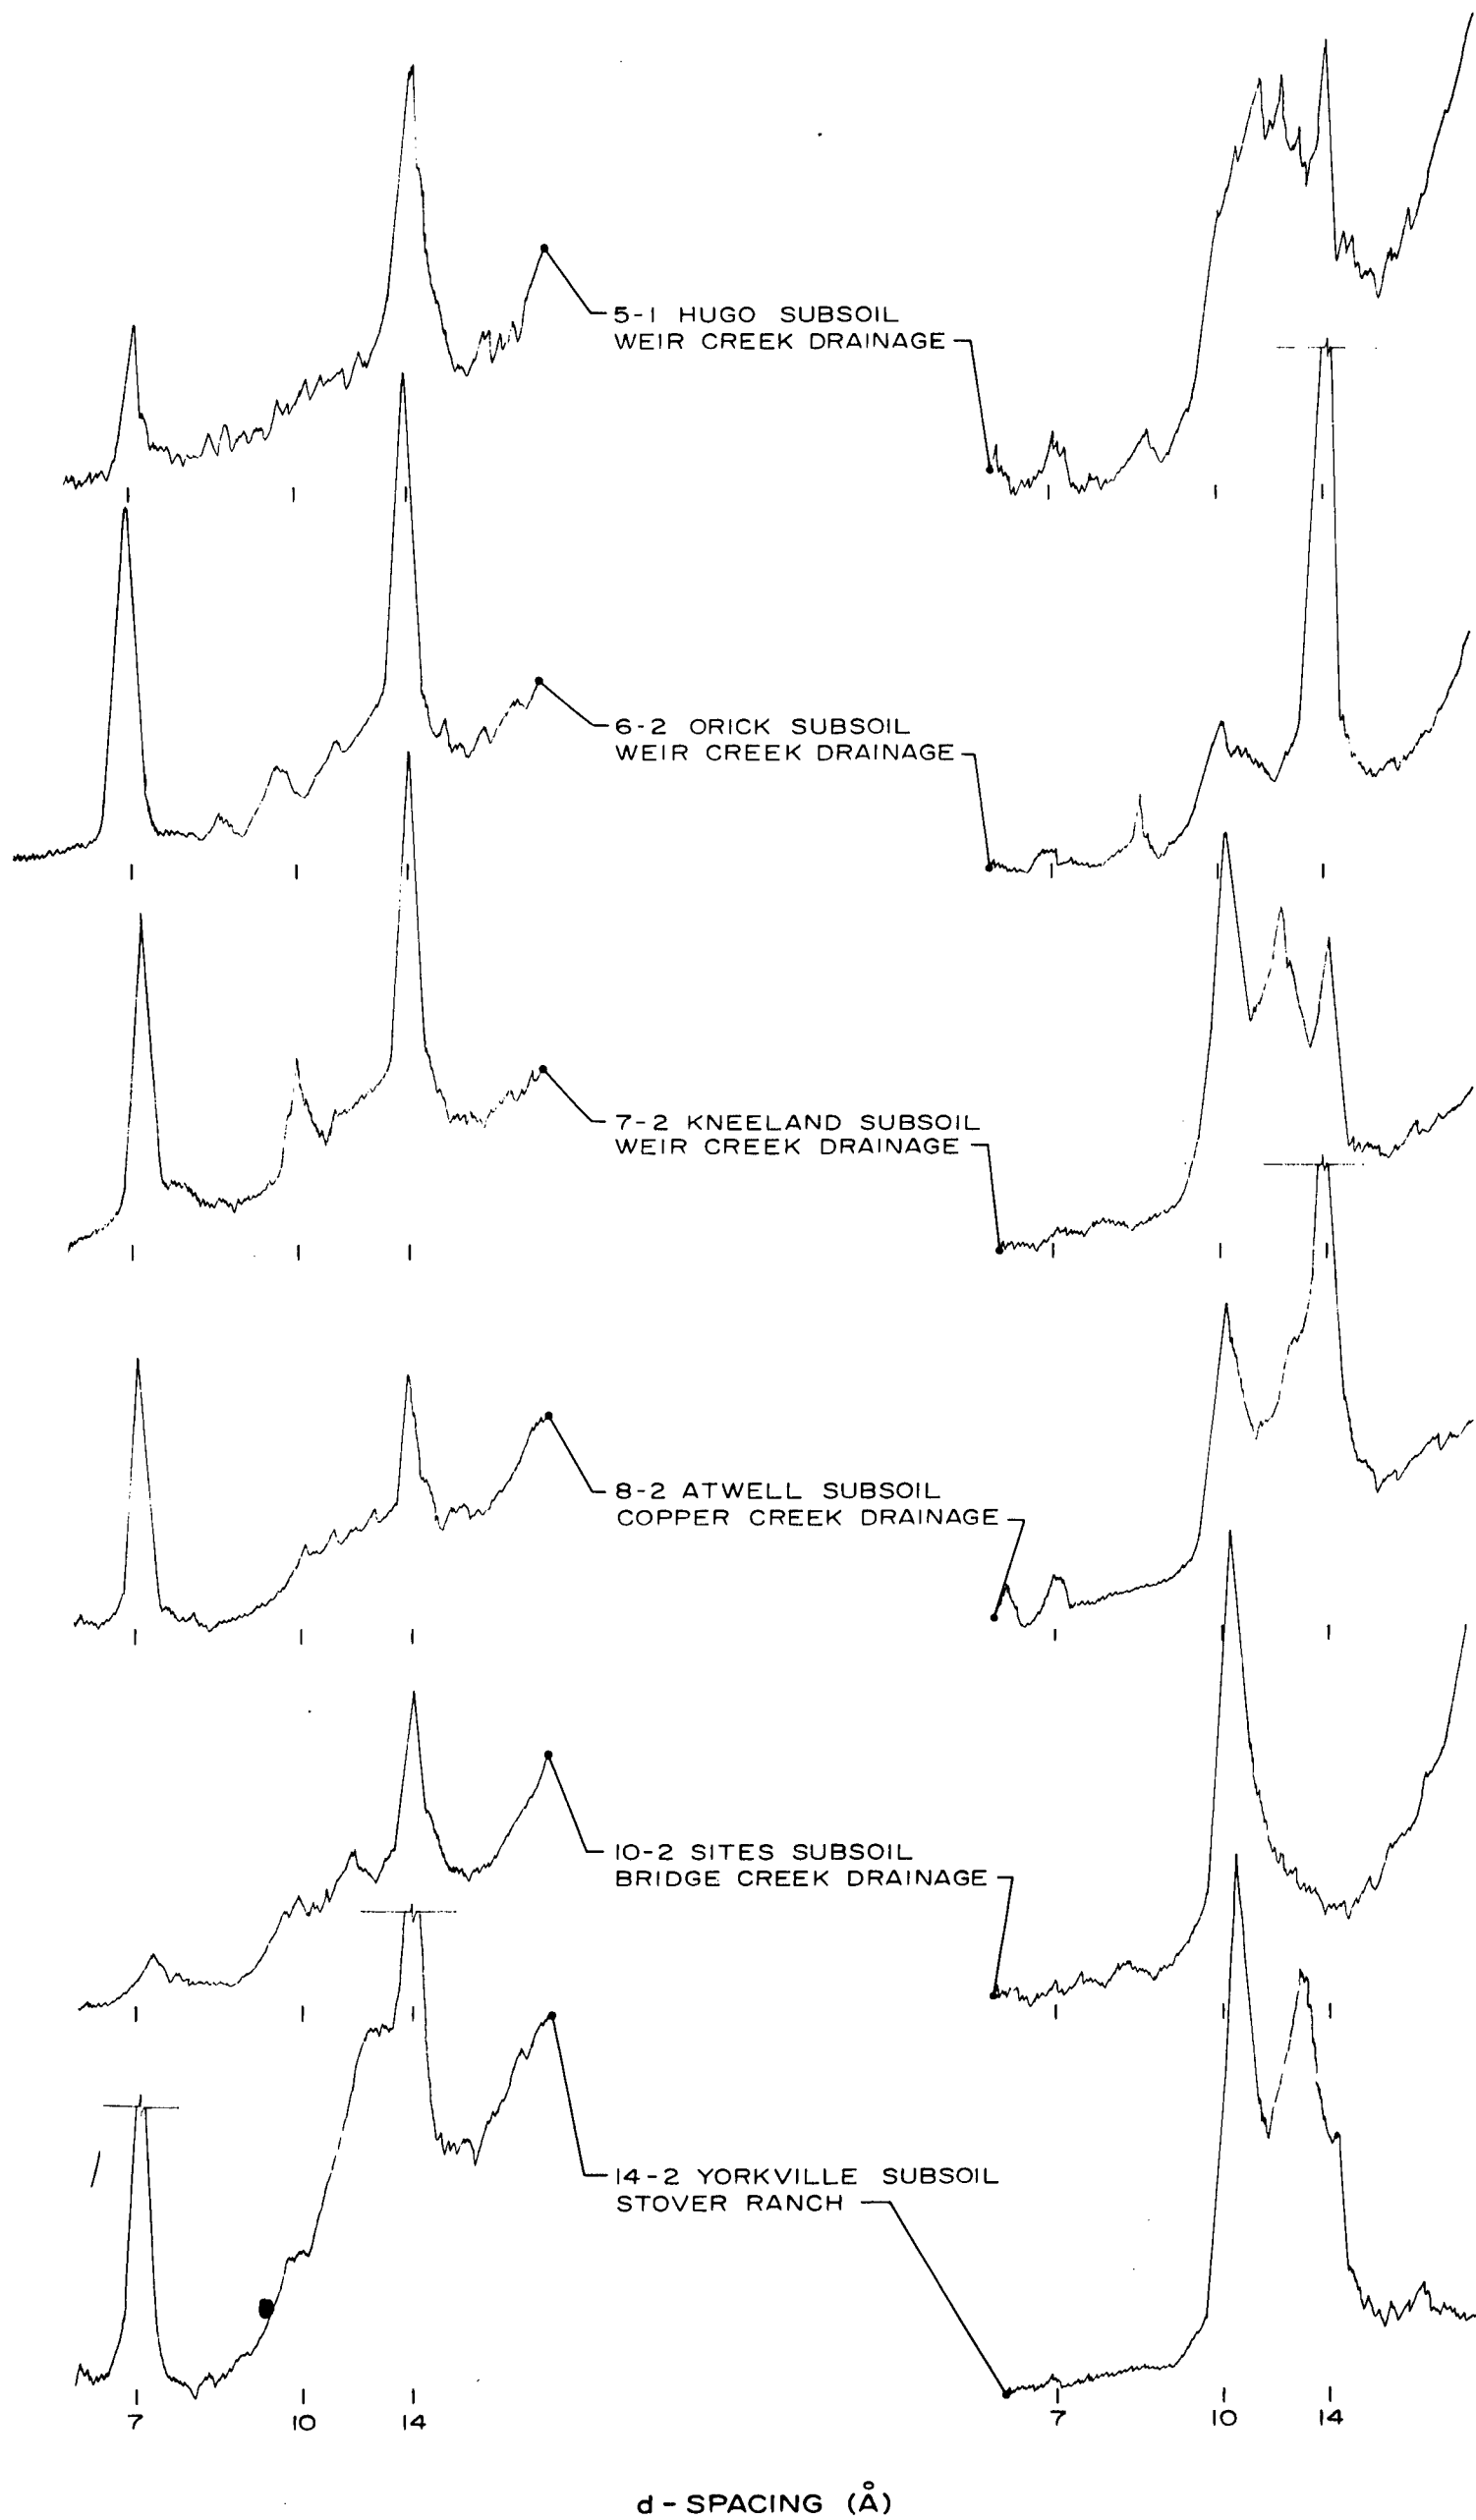 5-1 HUGO SUBSOIL
WEIR CREEK DRAINAGE
6-2 ORICK SUBSOIL
WEIR CREEK DRAINAGE
7-2 KNEELAND SUBSOIL
WEIR CREEK DRAINAGE
8-2 ATWELL SUBSOIL
COPPER CREEK DRAINAGE
10-2 SITES SUBSOIL
BRIDGE CREEK DRAINAGE
14-2 YORKVILLE SUBSOIL
STOVER RANCH
7 10 14 7 10 14
d-SPACING (Å)